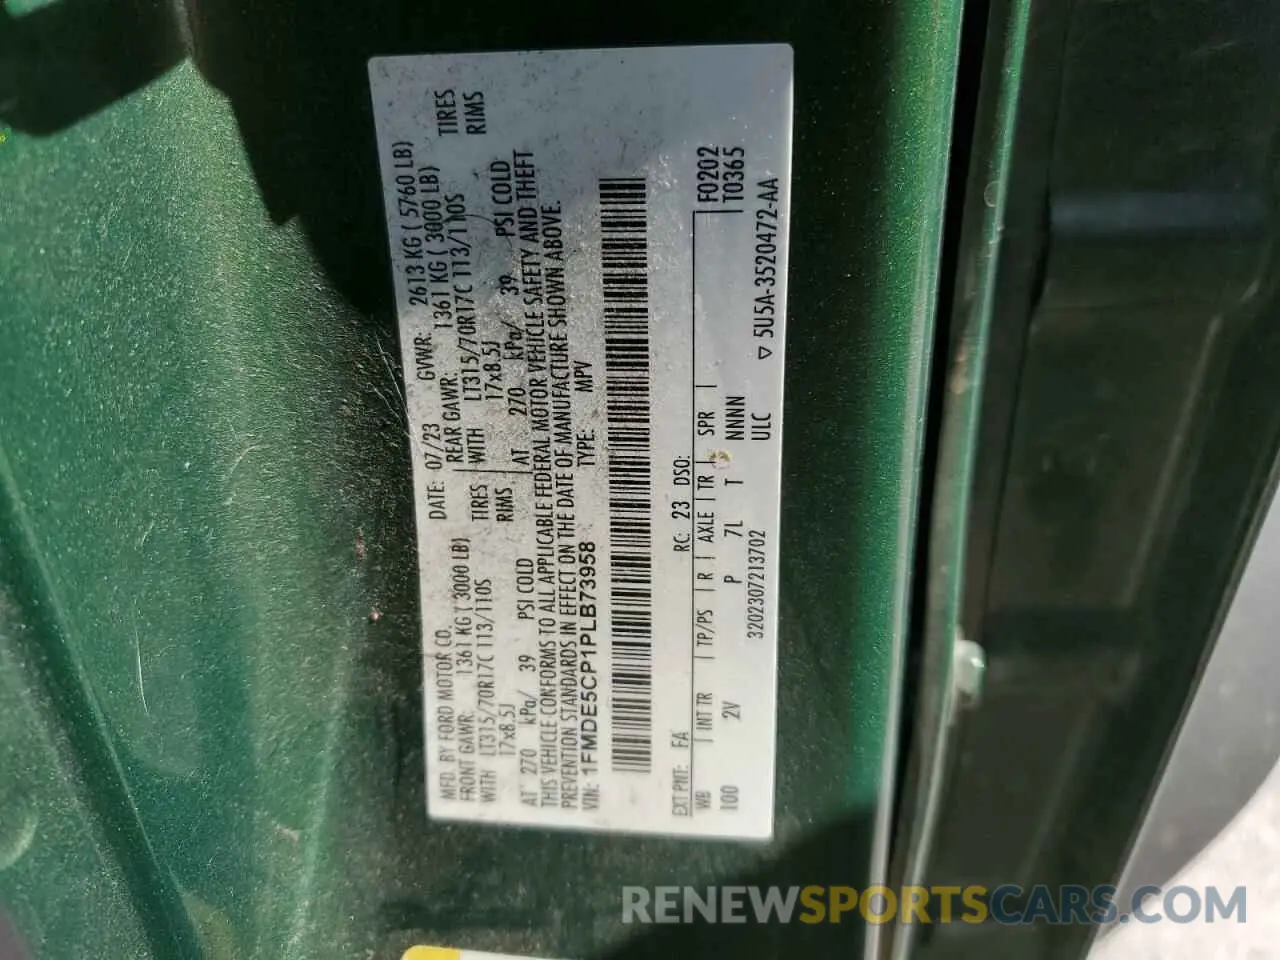 MFD. BY FORD MOTOR CO.
DATE: 07/23 GVWR: 2613 KG ( 5760 LB)
FRONT GAWR: 1361 KG ( 3000 LB)
REAR GAWR: 1361 KG ( 3000 LB)
WITH LT315/70R17C 113/110S TIRES
WITH LT315/70R17C 113/110S TIRES
17x8.5J RIMS
17x8.5J RIMS
AT 270 kPa/ 39 PSI COLD
AT 270 kPa/ 39 PSI COLD
THIS VEHICLE CONFORMS TO ALL APPLICABLE FEDERAL MOTOR VEHICLE SAFETY AND THEFT
PREVENTION STANDARDS IN EFFECT ON THE DATE OF MANUFACTURE SHOWN ABOVE.
VIN: 1FMDE5CP1PLB73958 TYPE: MPV
EXT PNT: FA RC: 23 DSO:
WB | INT TR | TP/PS | R | AXLE | TR | SPR | F0202
100 2V P 7L T NNNN T0365
3202307213702 ULC ▽ 5U5A-3520472-AA
RENEWSPORTSCARS.COM